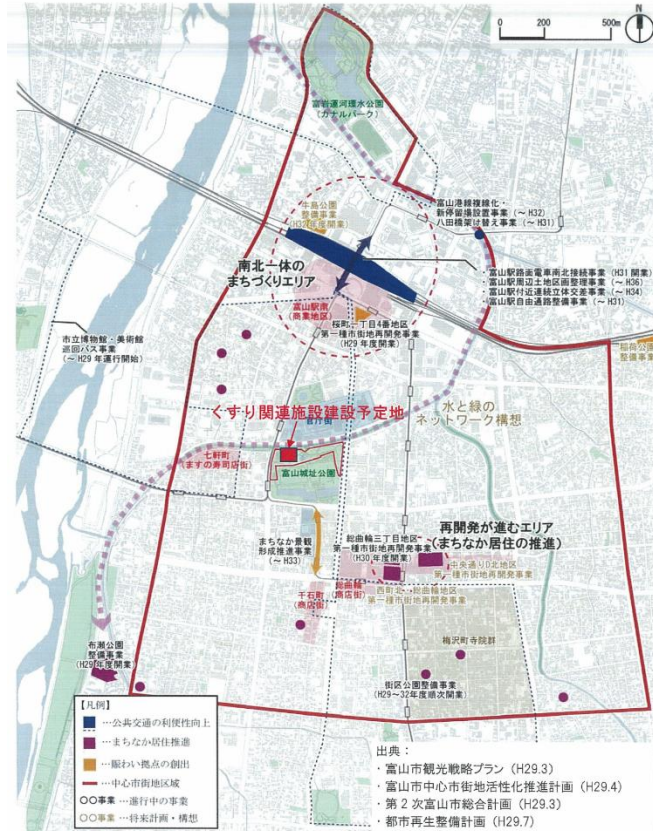 0 200 500m
N
富岩運河環水公園
(カナルパーク)
牛島公園
整備事業
(H32年度開業)
富山港線複線化・
新停留場設置事業(~H32)
八田橋架け替え事業(~H31)
南北一体の
まちづくりエリア
・富山駅路面電車南北接続事業(H31開業)
・富山駅周辺土地区画整理事業(~H36)
・富山駅付近連続立体交差事業(~H34)
・富山駅自由通路整備事業(~H31)
富山駅南
(商業地区)
桜町一丁目4番地区
第一種市街地再開発事業
(H29年度開業)
稲荷公園
整備事業
市立博物館・美術館
巡回バス事業
(~H29年運行開始)
くすり関連施設建設予定地
官庁街
水と緑の
ネットワーク構想
七軒町
(ますの寿司店街)
富山城址公園
まちなか景観
形成推進事業
(~H33)
総曲輪三丁目地区
第一種市街地再開発事業
(H30年度開業)
再開発が進むエリア
(まちなか居住の推進)
中央通りD北地区
第一種市街地再開発事業
千石町
(商店街)
総曲輪
(商店街)
西町北・総曲輪地区
第一種市街地再開発事業
布瀬公園
整備事業
(H29年度開業)
梅沢町寺院群
街区公園整備事業
(H29~32年度順次開業)
【凡例】
…公共交通の利便性向上
…まちなか居住推進
…賑わい拠点の創出
…中心市街地区域
○○事業…進行中の事業
○○事業…将来計画・構想
出典:
・富山市観光戦略プラン(H29.3)
・富山市中心市街地活性化推進計画(H29.4)
・第2次富山市総合計画(H29.3)
・都市再生整備計画(H29.7)